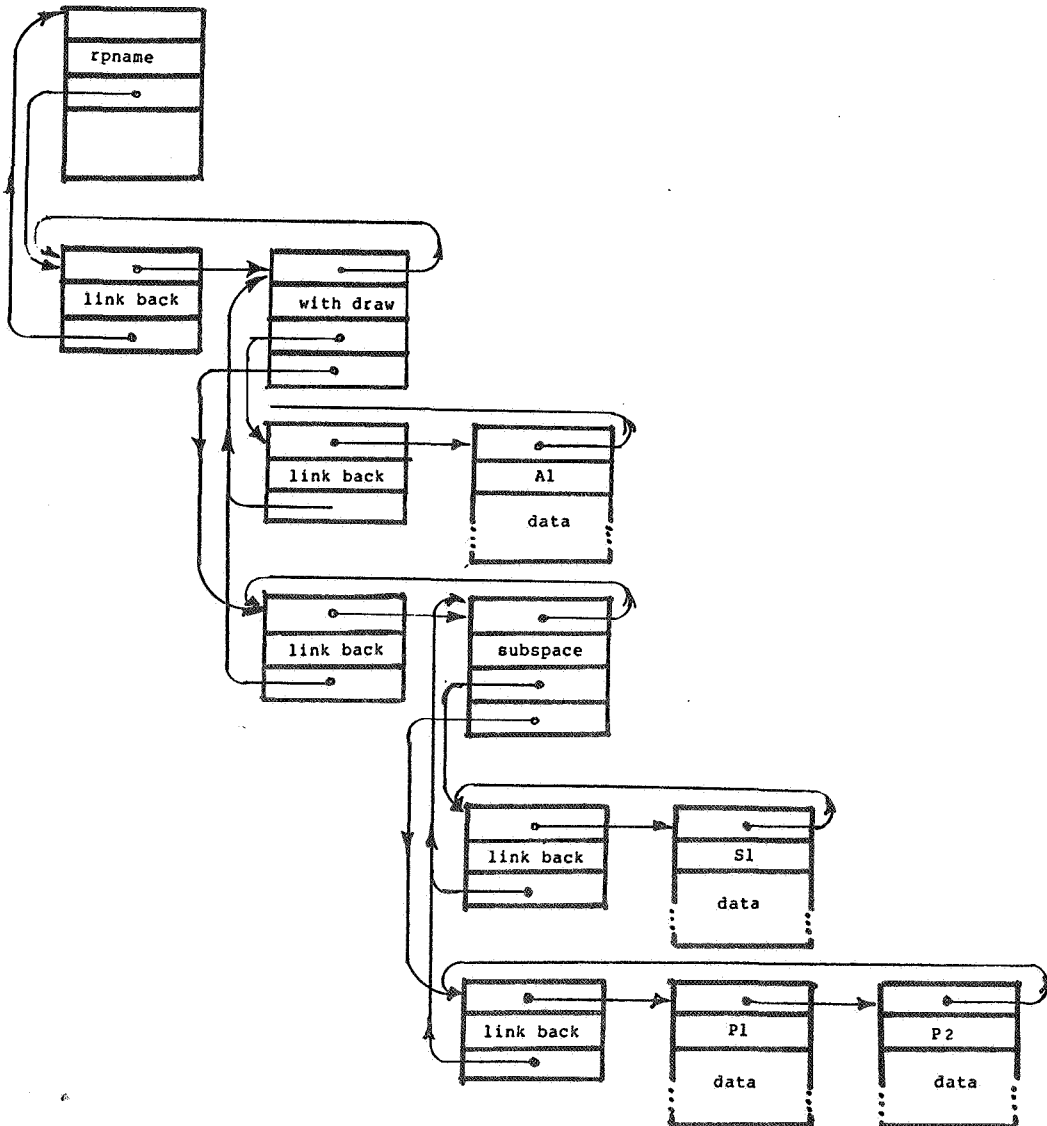 rpname
link back
with draw
link back
A1
data
link back
subspace
link back
S1
data
link back
P1
P2
data
data